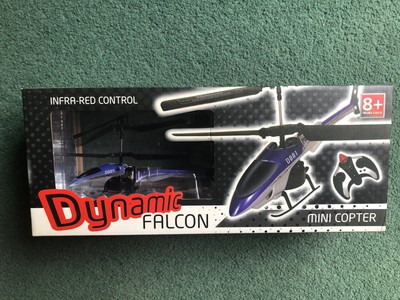 INFRA-RED CONTROL
8+
Dynamic
FALCON
MINI COPTER